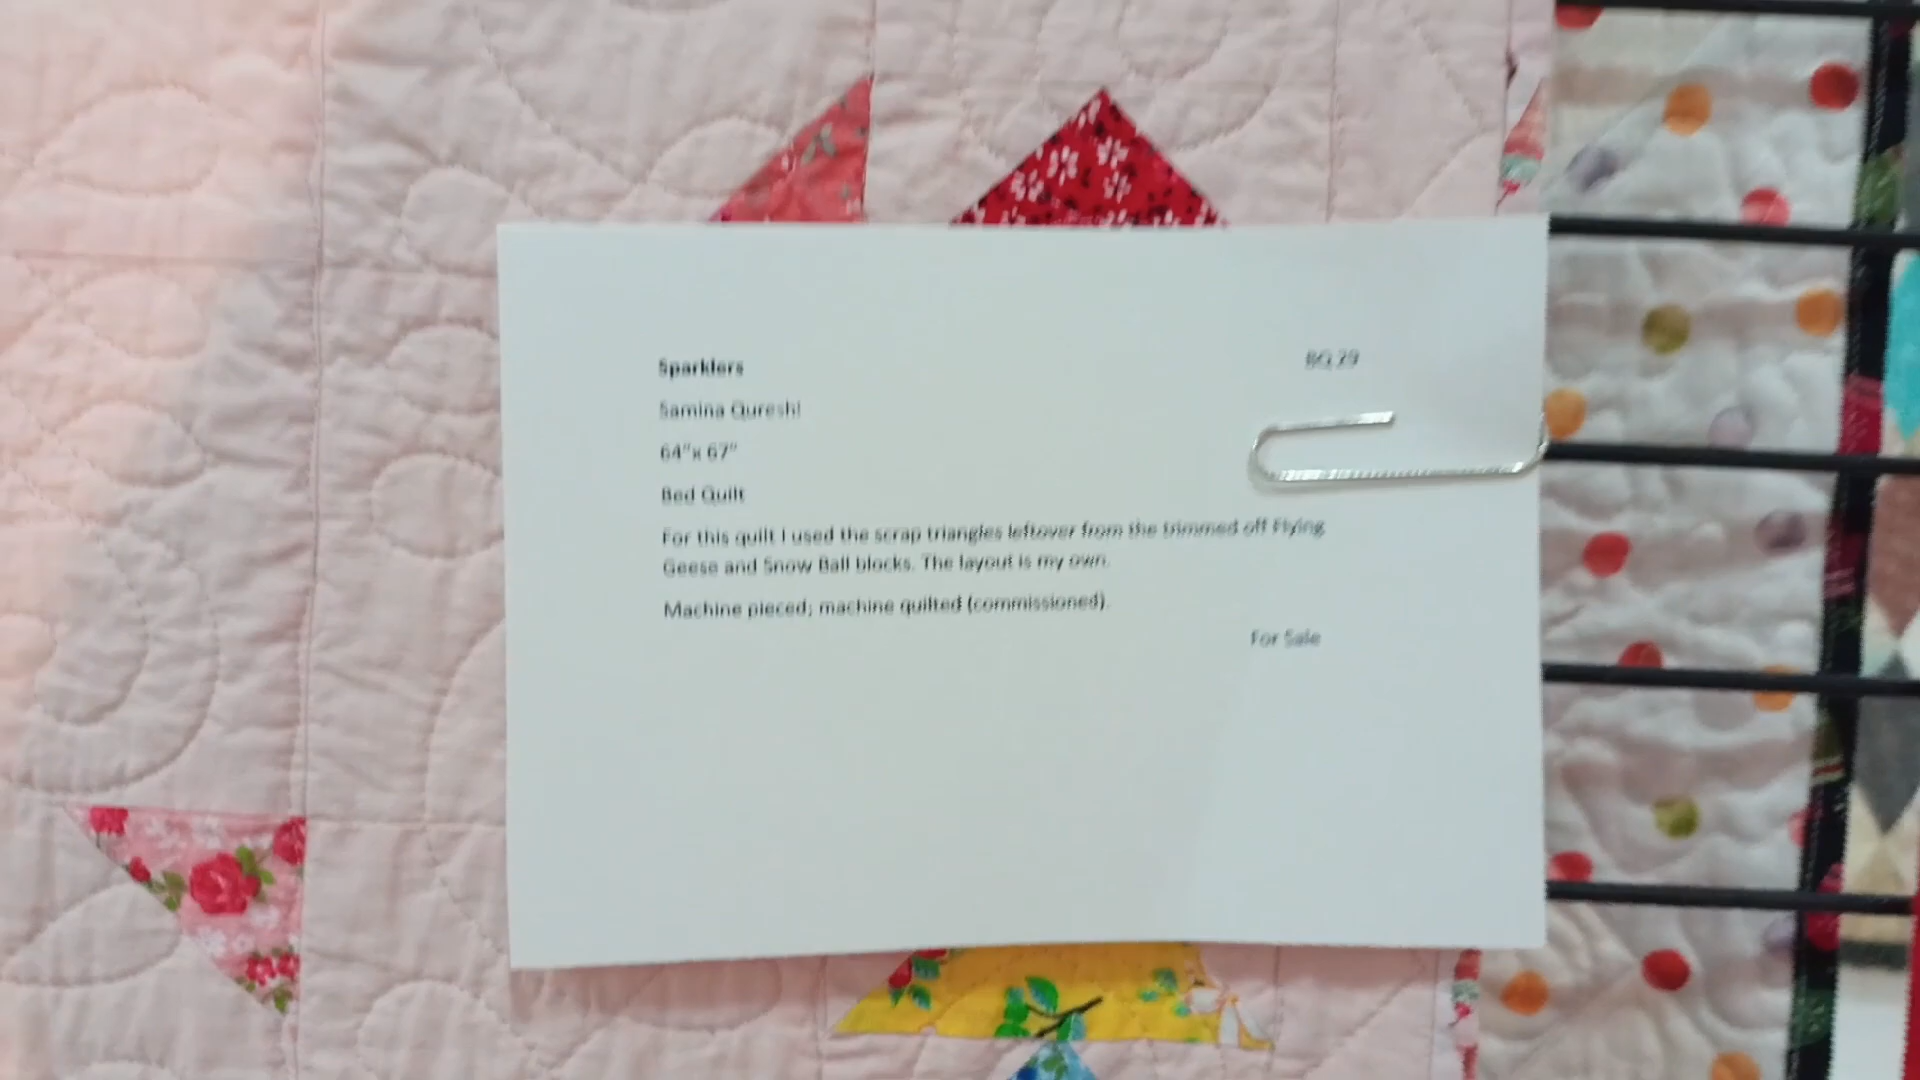 Sparklers BQ 29
Samina Qureshi
64"x 67"
Bed Quilt
For this quilt I used the scrap triangles leftover from the trimmed off Flying
Geese and Snow Ball blocks. The layout is my own.
Machine pieced; machine quilted (commissioned).
For Sale